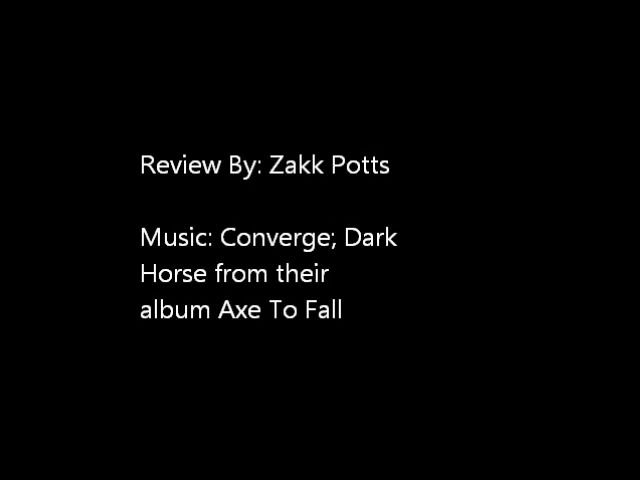 Review By: Zakk Potts
Music: Converge; Dark
Horse from their
album Axe To Fall